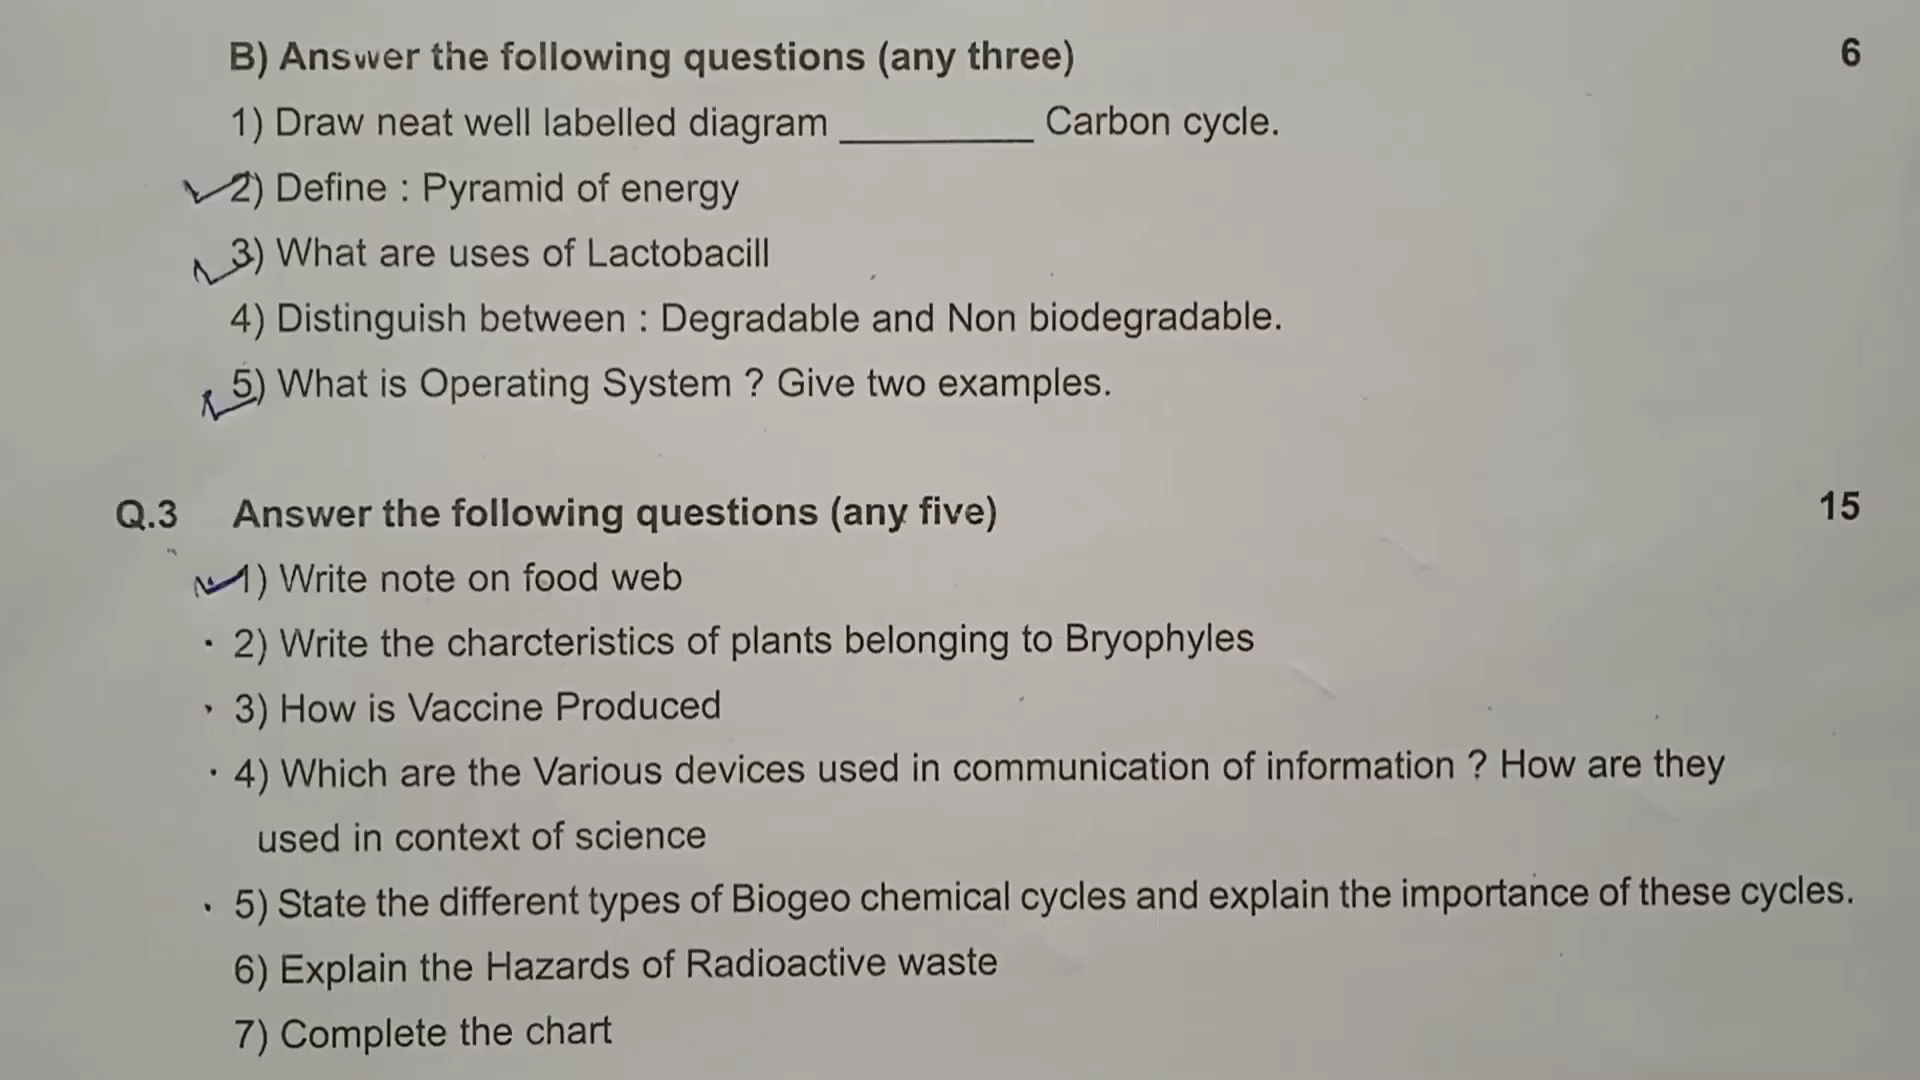 B) Answer the following questions (any three) 6
1) Draw neat well labelled diagram __________ Carbon cycle.
2) Define : Pyramid of energy
3) What are uses of Lactobacill
4) Distinguish between : Degradable and Non biodegradable.
5) What is Operating System ? Give two examples.
Q.3 Answer the following questions (any five) 15
1) Write note on food web
2) Write the charcteristics of plants belonging to Bryophyles
3) How is Vaccine Produced
4) Which are the Various devices used in communication of information ? How are they
used in context of science
5) State the different types of Biogeo chemical cycles and explain the importance of these cycles.
6) Explain the Hazards of Radioactive waste
7) Complete the chart